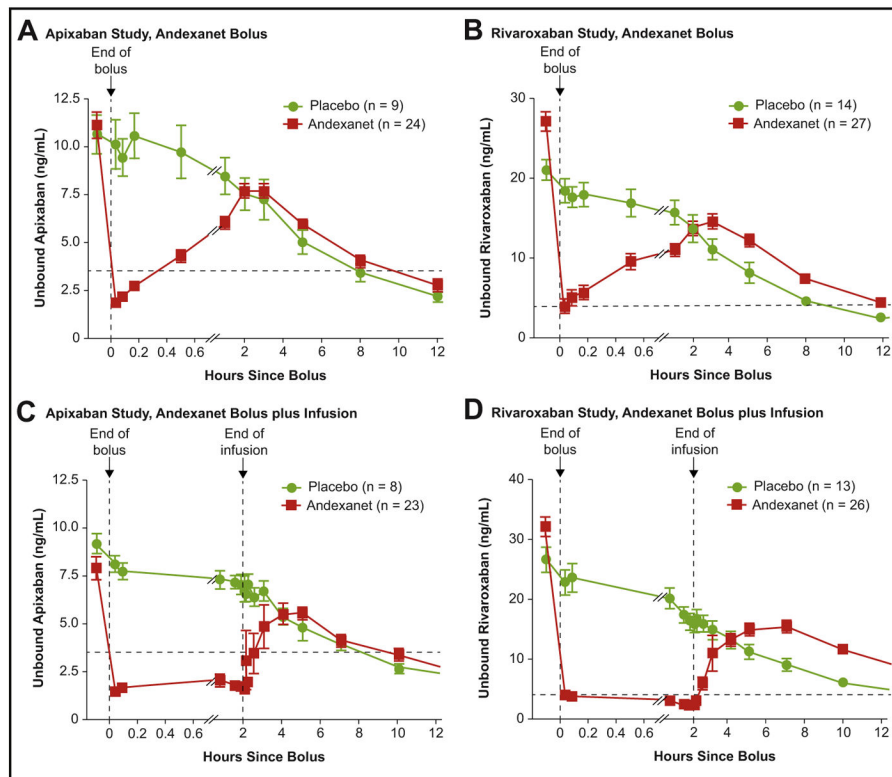 A Apixaban Study, Andexanet Bolus
End of
bolus
12.5
10.0
7.5
5.0
2.5
0
Unbound Apixaban (ng/mL)
Placebo (n = 9)
Andexanet (n = 24)
0 0.2 0.4 0.6 2 4 6 8 10 12
Hours Since Bolus
B Rivaroxaban Study, Andexanet Bolus
End of
bolus
30
20
10
0
Unbound Rivaroxaban (ng/mL)
Placebo (n = 14)
Andexanet (n = 27)
0 0.2 0.4 0.6 2 4 6 8 10 12
Hours Since Bolus
C Apixaban Study, Andexanet Bolus plus Infusion
End of
bolus
End of
infusion
12.5
10.0
7.5
5.0
2.5
0
Unbound Apixaban (ng/mL)
Placebo (n = 8)
Andexanet (n = 23)
0 0.2 0.4 0.6 2 4 6 8 10 12
Hours Since Bolus
D Rivaroxaban Study, Andexanet Bolus plus Infusion
End of
bolus
End of
infusion
40
30
20
10
0
Unbound Rivaroxaban (ng/mL)
Placebo (n = 13)
Andexanet (n = 26)
0 0.2 0.4 0.6 2 4 6 8 10 12
Hours Since Bolus